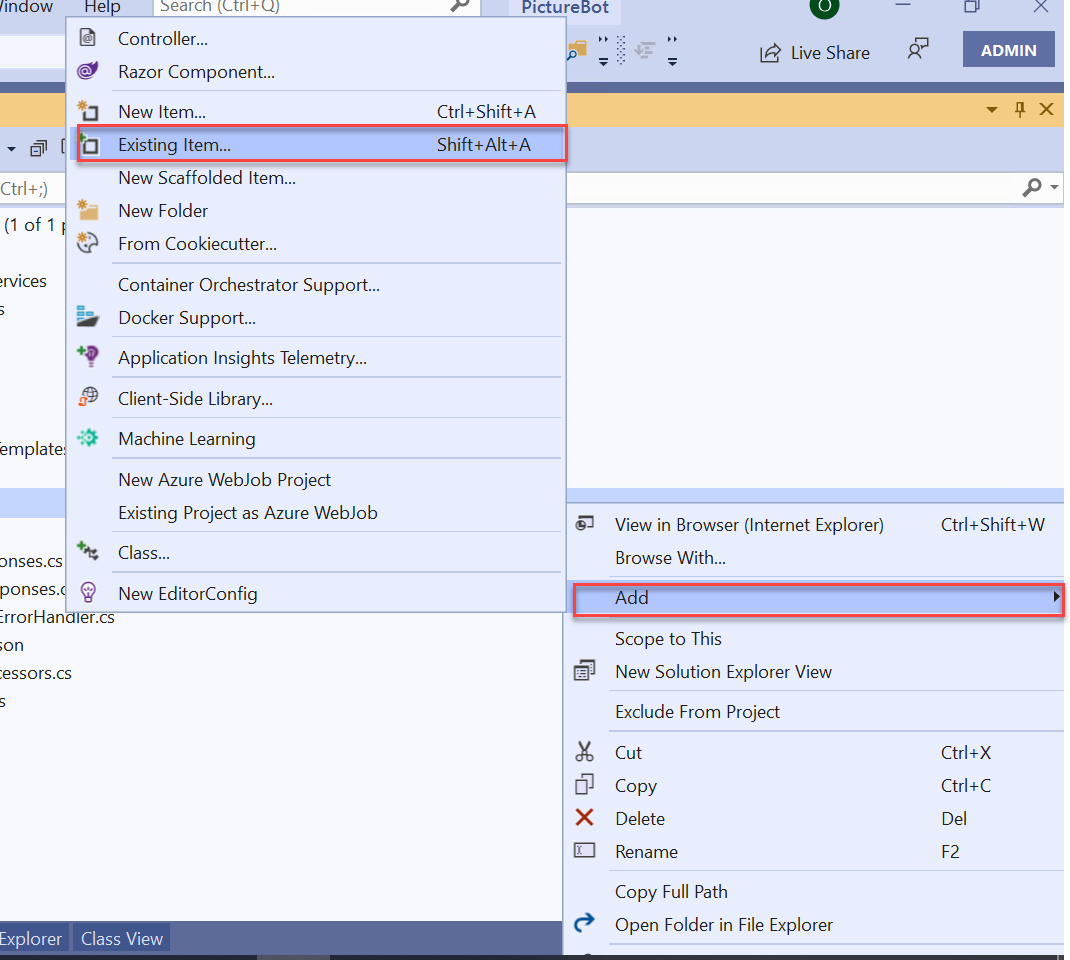 Window Help Search (Ctrl+Q) PictureBot O
Live Share ADMIN
Ctrl+;)
(1 of 1 p
ervices
s
emplates
onses.cs
ponses.c
ErrorHandler.cs
son
cessors.cs
s
Explorer Class View
Controller...
Razor Component...
New Item... Ctrl+Shift+A
Existing Item... Shift+Alt+A
New Scaffolded Item...
New Folder
From Cookiecutter...
Container Orchestrator Support...
Docker Support...
Application Insights Telemetry...
Client-Side Library...
Machine Learning
New Azure WebJob Project
Existing Project as Azure WebJob
Class...
New EditorConfig
View in Browser (Internet Explorer) Ctrl+Shift+W
Browse With...
Add
Scope to This
New Solution Explorer View
Exclude From Project
Cut Ctrl+X
Copy Ctrl+C
Delete Del
Rename F2
Copy Full Path
Open Folder in File Explorer